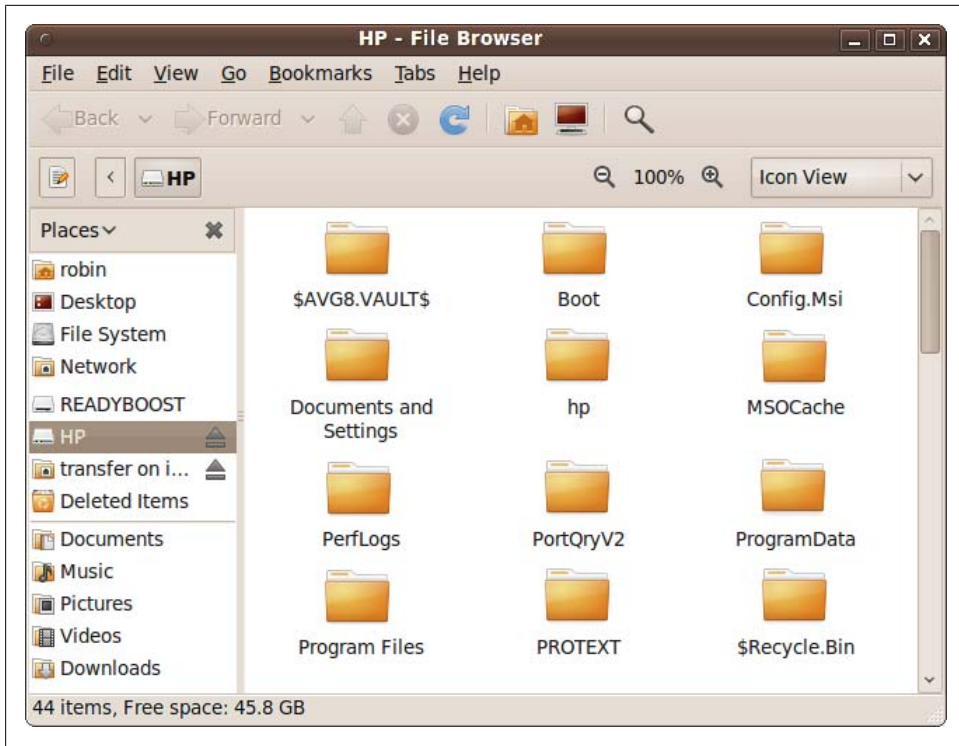 HP - File Browser
File Edit View Go Bookmarks Tabs Help
Back Forward
HP 100% Icon View
Places
robin
Desktop
File System
Network
READYBOOST
HP
transfer on i...
Deleted Items
Documents
Music
Pictures
Videos
Downloads
$AVG8.VAULT$ Boot Config.Msi
Documents and Settings hp MSOCache
PerfLogs PortQryV2 ProgramData
Program Files PROTEXT $Recycle.Bin
44 items, Free space: 45.8 GB